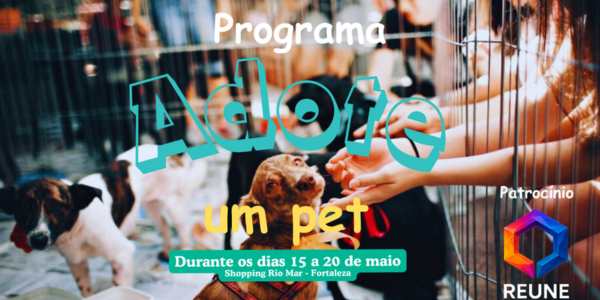 Programa
Adote
um pet
Durante os dias 15 a 20 de maio
Shopping Rio Mar - Fortaleza
Patrocínio
REUNE